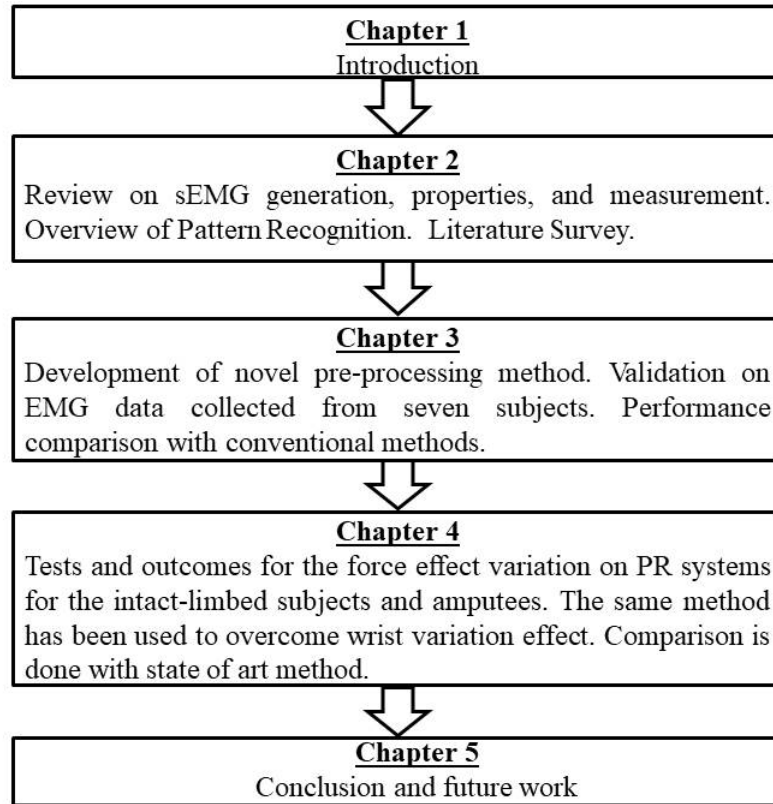 Chapter 1
Introduction
Chapter 2
Review on sEMG generation, properties, and measurement.
Overview of Pattern Recognition. Literature Survey.
Chapter 3
Development of novel pre-processing method. Validation on
EMG data collected from seven subjects. Performance
comparison with conventional methods.
Chapter 4
Tests and outcomes for the force effect variation on PR systems
for the intact-limbed subjects and amputees. The same method
has been used to overcome wrist variation effect. Comparison is
done with state of art method.
Chapter 5
Conclusion and future work